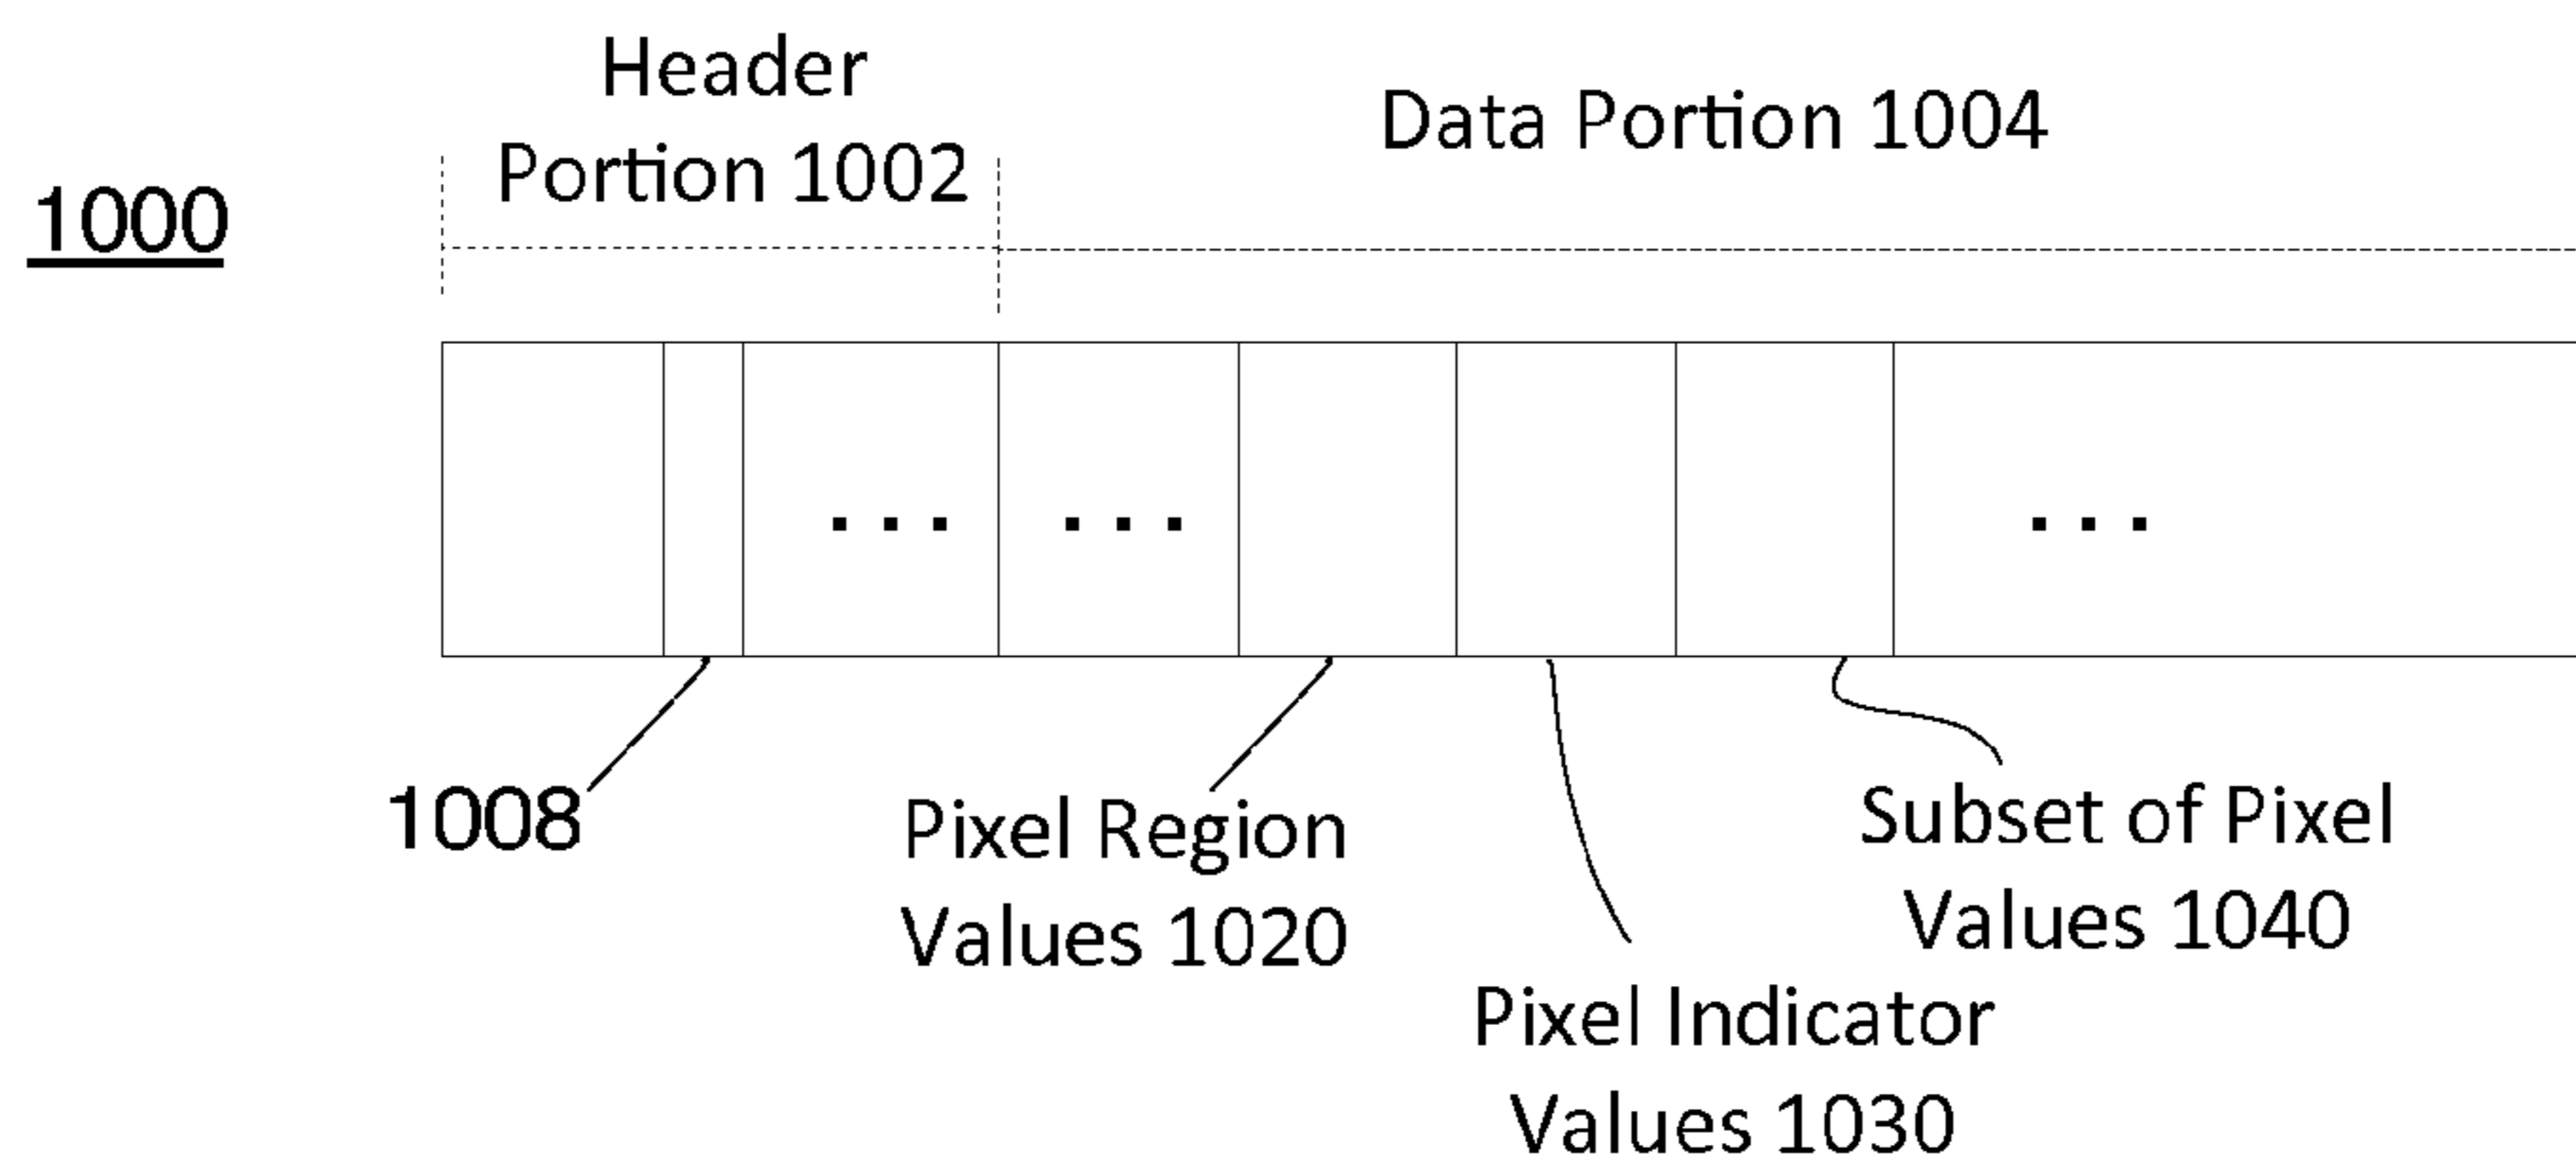 Header
Portion 1002
Data Portion 1004
1000
... ... ...
1008
Pixel Region
Values 1020
Subset of Pixel
Values 1040
Pixel Indicator
Values 1030